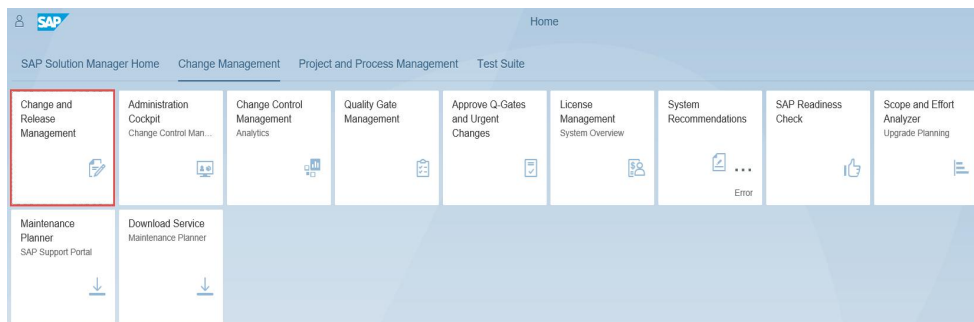 SAP
Home
SAP Solution Manager Home
Change Management
Project and Process Management
Test Suite
Change and
Release
Management
Administration
Cockpit
Change Control Man...
Change Control
Management
Analytics
Quality Gate
Management
Approve Q-Gates
and Urgent
Changes
License
Management
System Overview
System
Recommendations
...
Error
SAP Readiness
Check
Scope and Effort
Analyzer
Upgrade Planning
Maintenance
Planner
SAP Support Portal
Download Service
Maintenance Planner